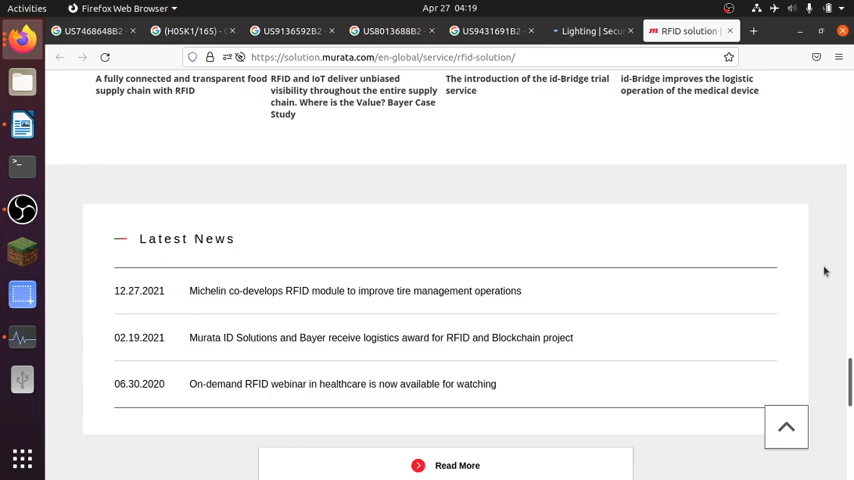 Activities
Firefox Web Browser
Apr 27 04:19
US7468648B2 -
(H05K1/165) - (
US9136592B2 -
US8013688B2 -
US9431691B2 -
Lighting | Secur
RFID solution |
https://solution.murata.com/en-global/service/rfid-solution/
A fully connected and transparent food
supply chain with RFID
RFID and IoT deliver unbiased
visibility throughout the entire supply
chain. Where is the Value? Bayer Case
Study
The introduction of the id-Bridge trial
service
id-Bridge improves the logistic
operation of the medical device
Latest News
12.27.2021 Michelin co-develops RFID module to improve tire management operations
02.19.2021 Murata ID Solutions and Bayer receive logistics award for RFID and Blockchain project
06.30.2020 On-demand RFID webinar in healthcare is now available for watching
Read More